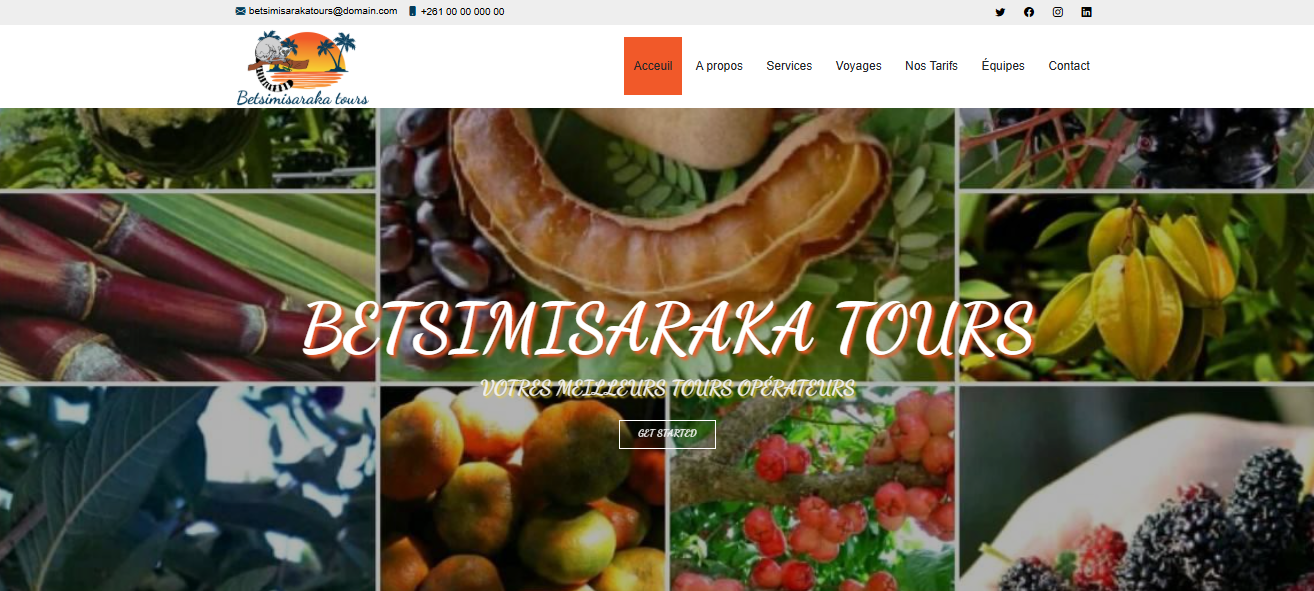 betsimisarakatours@domain.com +261 00 00 000 00
Betsimisaraka tours
Acceuil A propos Services Voyages Nos Tarifs Équipes Contact
BETSIMISARAKA TOURS
VOTRES MEILLEURS TOURS OPÉRATEURS
GET STARTED